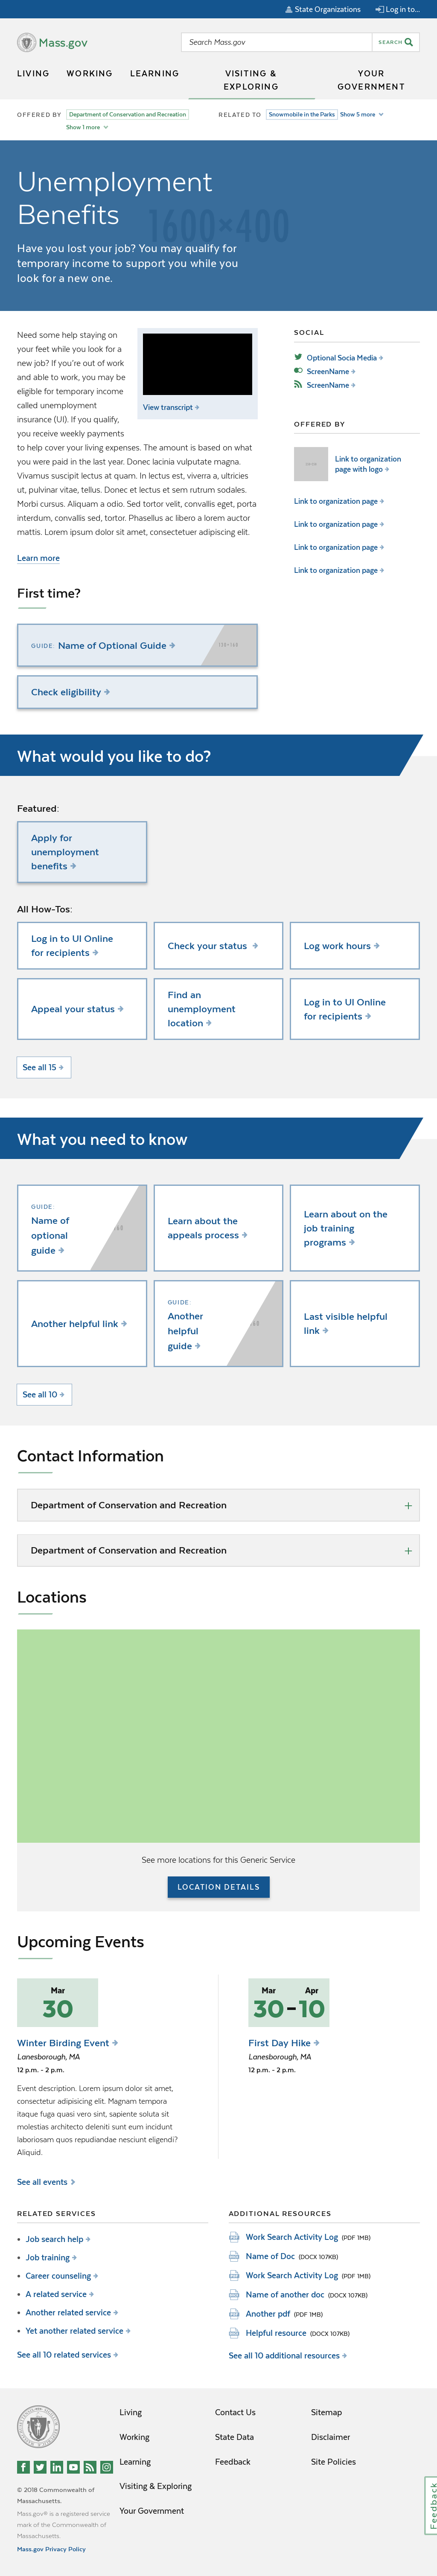 State Organizations
Log in to...
Mass.gov
Search Mass.gov
SEARCH
LIVING
WORKING
LEARNING
VISITING &
EXPLORING
YOUR
GOVERNMENT
OFFERED BY
Department of Conservation and Recreation
Show 1 more
RELATED TO
Snowmobile in the Parks
Show 5 more
1600×400
Unemployment
Benefits
Have you lost your job? You may qualify for
temporary income to support you while you
look for a new one.
Need some help staying on
your feet while you look for a
new job? If you're out of work
and able to work, you may be
eligible for temporary income
called unemployment
insurance (UI). If you qualify,
you receive weekly payments
to help cover your living expenses. The amount is based on what
you were paid in the last year. Donec lacinia vulputate magna.
Vivamus suscipit lectus at quam. In lectus est, viverra a, ultricies
ut, pulvinar vitae, tellus. Donec et lectus et sem rutrum sodales.
Morbi cursus. Aliquam a odio. Sed tortor velit, convallis eget, porta
interdum, convallis sed, tortor. Phasellus ac libero a lorem auctor
mattis. Lorem ipsum dolor sit amet, consectetuer adipiscing elit.
View transcript
Learn more
First time?
GUIDE: Name of Optional Guide
Check eligibility
SOCIAL
Optional Socia Media
ScreenName
ScreenName
OFFERED BY
Link to organization
page with logo
Link to organization page
Link to organization page
Link to organization page
Link to organization page
What would you like to do?
Featured:
Apply for
unemployment
benefits
All How-Tos:
Log in to UI Online
for recipients
Check your status
Log work hours
Appeal your status
Find an
unemployment
location
Log in to UI Online
for recipients
See all 15
What you need to know
GUIDE:
Name of
optional
guide
Learn about the
appeals process
Learn about on the
job training
programs
Another helpful link
GUIDE:
Another
helpful
guide
Last visible helpful
link
See all 10
Contact Information
Department of Conservation and Recreation
Department of Conservation and Recreation
Locations
See more locations for this Generic Service
LOCATION DETAILS
Upcoming Events
Mar
30
Winter Birding Event
Lanesborough, MA
12 p.m. - 2 p.m.
Event description. Lorem ipsum dolor sit amet,
consectetur adipisicing elit. Magnam tempora
itaque fuga quasi vero sint, sapiente soluta sit
molestias architecto deleniti sunt eum incidunt
laboriosam quos repudiandae nesciunt eligendi?
Aliquid.
Mar Apr
30-10
First Day Hike
Lanesborough, MA
12 p.m. - 2 p.m.
See all events
RELATED SERVICES
Job search help
Job training
Career counseling
A related service
Another related service
Yet another related service
See all 10 related services
ADDITIONAL RESOURCES
Work Search Activity Log (PDF 1MB)
Name of Doc (DOCX 107KB)
Work Search Activity Log (PDF 1MB)
Name of another doc (DOCX 107KB)
Another pdf (PDF 1MB)
Helpful resource (DOCX 107KB)
See all 10 additional resources
© 2018 Commonwealth of
Massachusetts.
Mass.gov® is a registered service
mark of the Commonwealth of
Massachusetts.
Mass.gov Privacy Policy
Living
Working
Learning
Visiting & Exploring
Your Government
Contact Us
State Data
Feedback
Sitemap
Disclaimer
Site Policies
Feedback